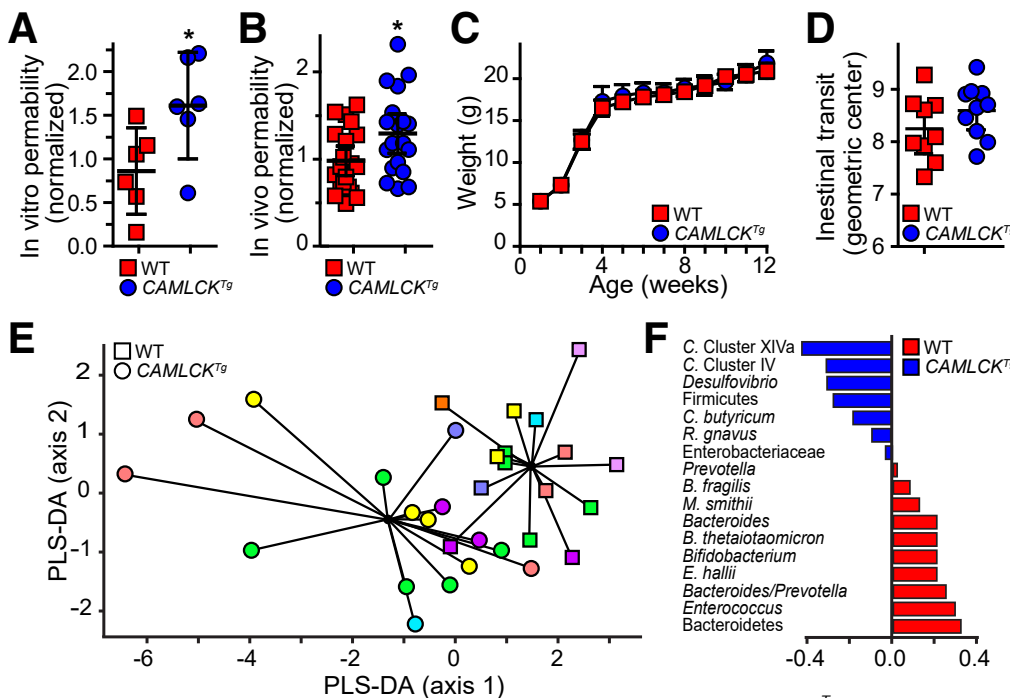 A
In vitro permability
(normalized)
2.0
1.5
1.0
0.5
0.0
*
WT
CAMLCKTg
B
In vivo permability
(normalized)
2
1
0
*
WT
CAMLCKTg
C
Weight (g)
20
15
10
5
0
0 2 4 6 8 10 12
Age (weeks)
WT
CAMLCKTg
D
Inestinal transit
(geometric center)
9
8
7
6
WT
CAMLCKTg
E
WT
CAMLCKTg
PLS-DA (axis 2)
2
1
0
-1
-2
-6 -4 -2 0 2
PLS-DA (axis 1)
F
WT
CAMLCKT
C. Cluster XIVa
C. Cluster IV
Desulfovibrio
Firmicutes
C. butyricum
R. gnavus
Enterobacteriaceae
Prevotella
B. fragilis
M. smithii
Bacteroides
B. thetaiotaomicron
Bifidobacterium
E. hallii
Bacteroides/Prevotella
Enterococcus
Bacteroidetes
-0.4 0.0 0.4